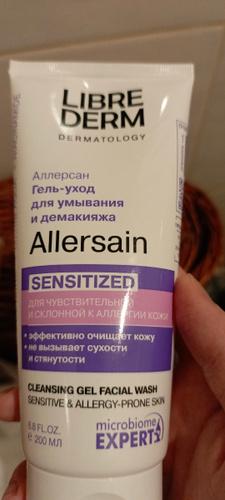 LIBRE
DERM
DERMATOLOGY
Аллерсан
Гель-уход
для умывания
и демакияжа
Allersain
SENSITIZED
ДЛЯ ЧУВСТВИТЕЛЬНОЙ
И СКЛОННОЙ К АЛЛЕРГИИ КОЖИ
• эффективно очищает кожу
• не вызывает сухости
и стянутости
CLEANSING GEL FACIAL WASH
SENSITIVE & ALLERGY-PRONE SKIN
6.8 FL.OZ.
℮ 200 МЛ
microbiome
EXPERT